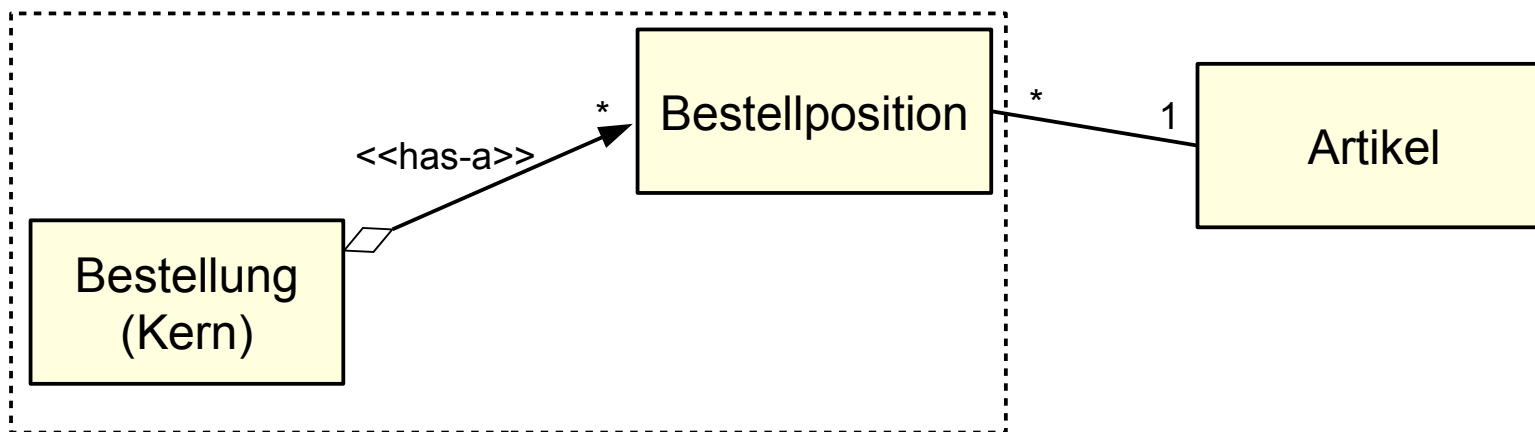 Bestellposition
*
*
1
Artikel
<<has-a>>
Bestellung
(Kern)